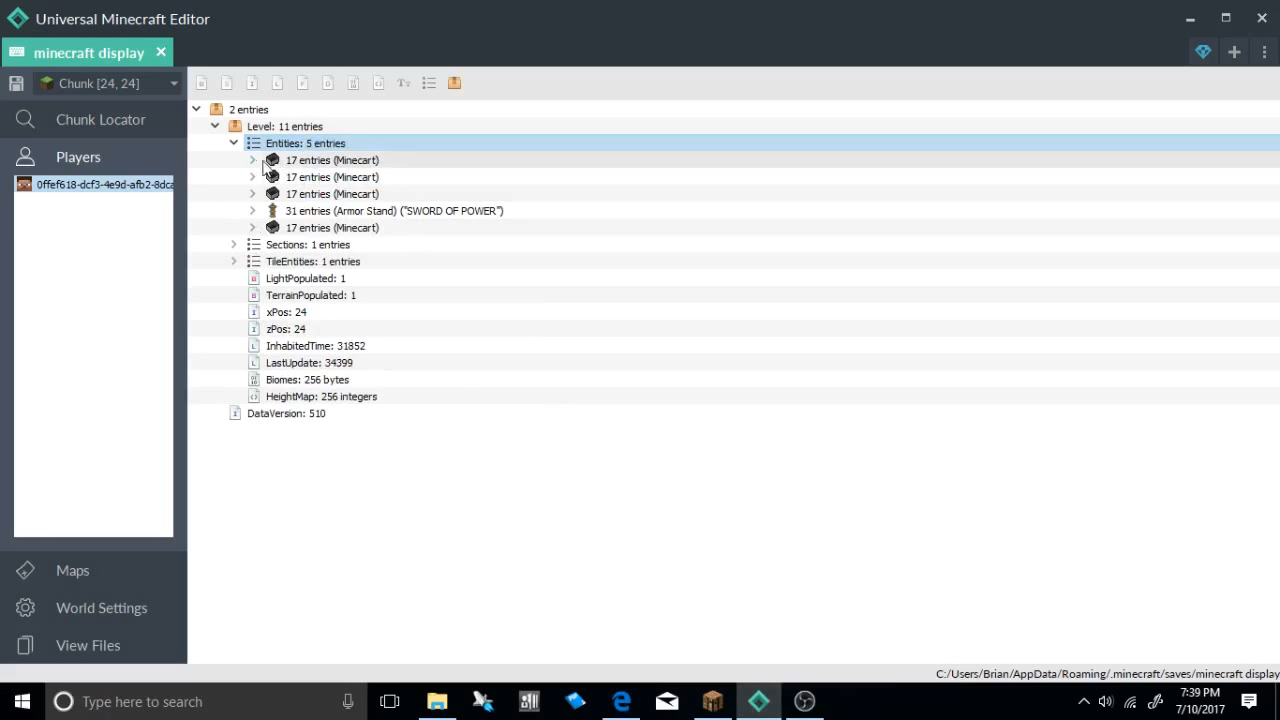 Universal Minecraft Editor
minecraft display
Chunk [24, 24]
Chunk Locator
Players
0ffef618-dcf3-4e9d-afb2-8dca
Maps
World Settings
View Files
2 entries
Level: 11 entries
Entities: 5 entries
17 entries (Minecart)
17 entries (Minecart)
17 entries (Minecart)
31 entries (Armor Stand) ("SWORD OF POWER")
17 entries (Minecart)
Sections: 1 entries
TileEntities: 1 entries
LightPopulated: 1
TerrainPopulated: 1
xPos: 24
zPos: 24
InhabitedTime: 31852
LastUpdate: 34399
Biomes: 256 bytes
HeightMap: 256 integers
DataVersion: 510
C:/Users/Brian/AppData/Roaming/.minecraft/saves/minecraft display
Type here to search
7:39 PM
7/10/2017